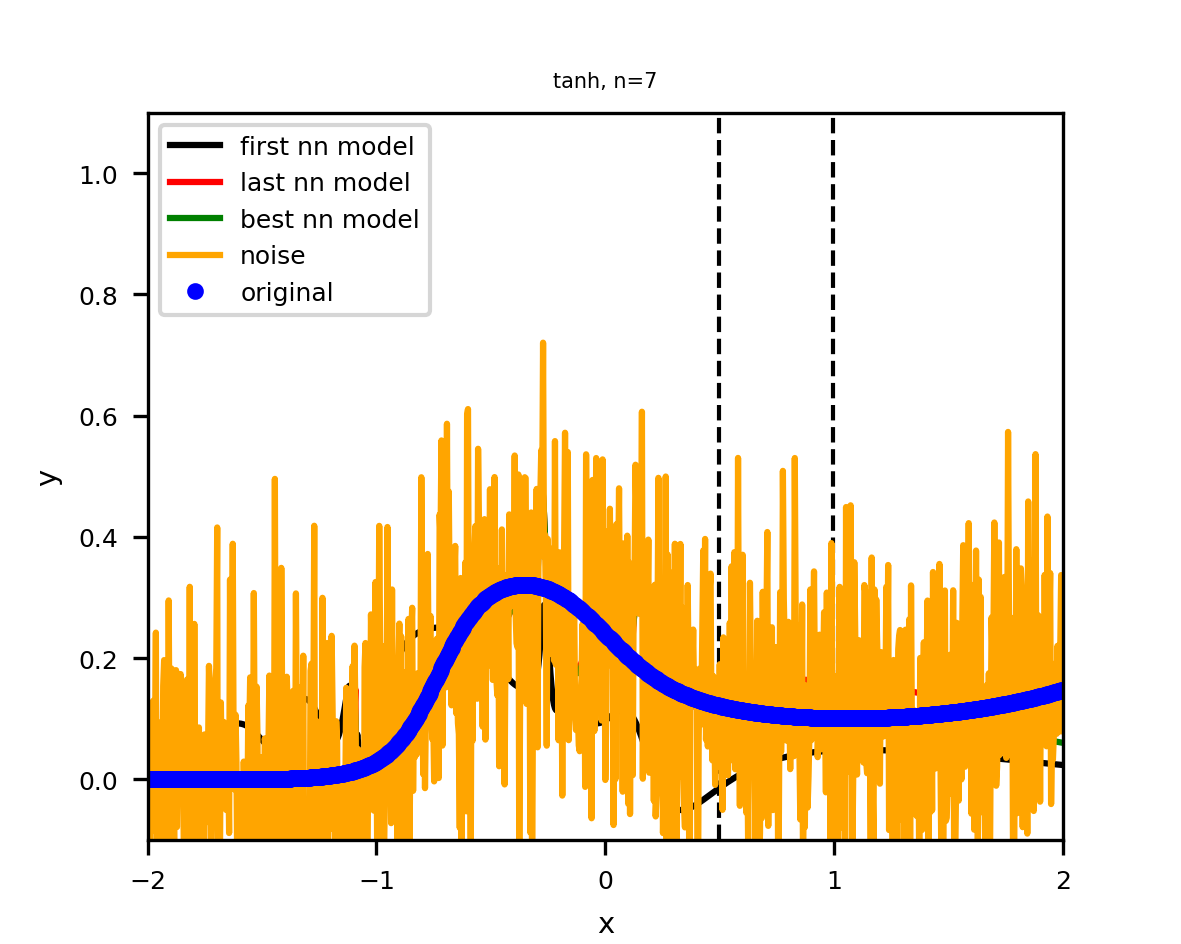 tanh, n=7
first nn model
last nn model
best nn model
noise
original
1.0
0.8
0.6
0.4
0.2
0.0
y
−2
−1
0
1
2
x